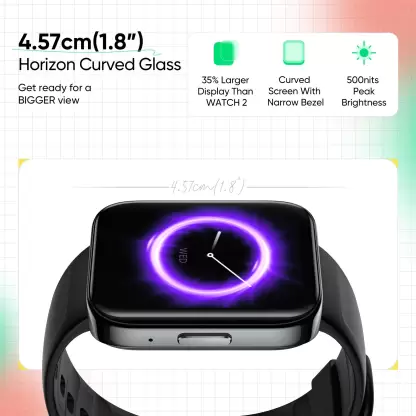 4.57cm(1.8”)
Horizon Curved Glass
Get ready for a
BIGGER view
35% Larger
Display Than
WATCH 2
Curved
Screen With
Narrow Bezel
500nits
Peak
Brightness
4.57cm(1.8”)
WED